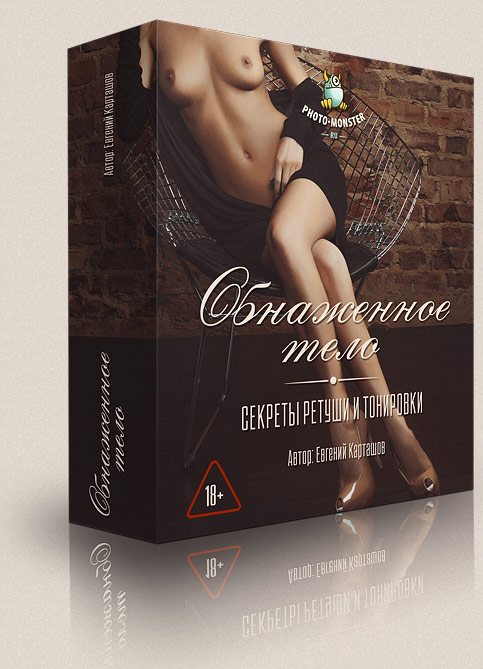 Автор: Евгений Карташов
Обнаженное
тело
PHOTO-MONSTER
RU
Обнаженное
тело
СЕКРЕТЫ РЕТУШИ И ТОНИРОВКИ
Автор: Евгений Карташов
18+